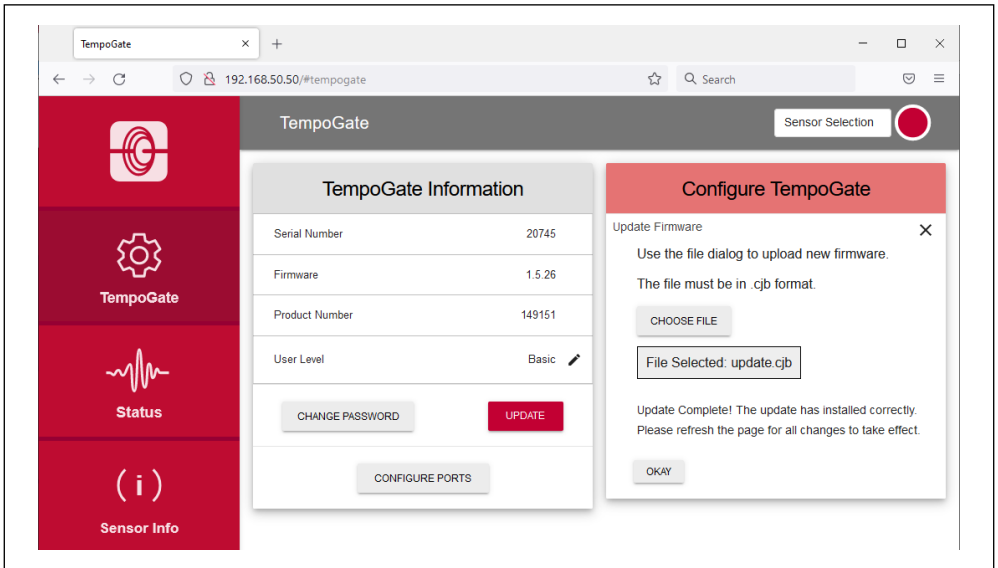 TempoGate
192.168.50.50/#tempogate
Search
TempoGate
Sensor Selection
TempoGate
Status
( i )
Sensor Info
TempoGate Information
Serial Number 20745
Firmware 1.5.26
Product Number 149151
User Level Basic
CHANGE PASSWORD UPDATE
CONFIGURE PORTS
Configure TempoGate
Update Firmware
Use the file dialog to upload new firmware.
The file must be in .cjb format.
CHOOSE FILE
File Selected: update.cjb
Update Complete! The update has installed correctly.
Please refresh the page for all changes to take effect.
OKAY